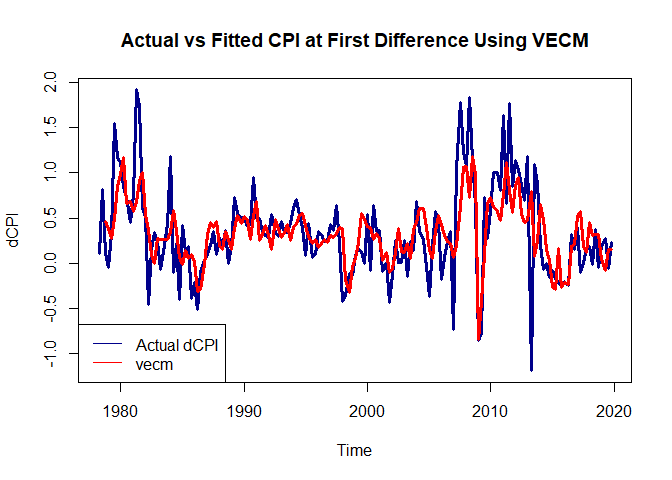 Actual vs Fitted CPI at First Difference Using VECM
dCPI
2.0
1.5
1.0
0.5
0.0
-0.5
-1.0
Actual dCPI
vecm
1980 1990 2000 2010 2020
Time